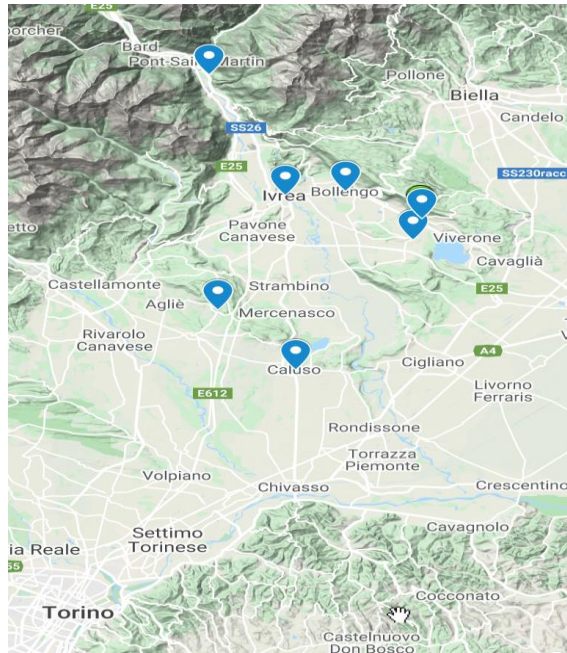 E25
orcher
Bard
Pont-Sai
Martin
Pollone
Biella
Candelo
SS26
E25
SS230racc
Ivrea
Bollengo
etto
Pavone
Canavese
Viverone
Cavaglià
Castellamonte
Strambino
E25
Agliè
Mercenasco
Rivarolo
Canavese
A4
Caluso
Cigliano
Livorno
Ferraris
E612
Rondissone
Torrazza
Piemonte
Volpiano
Chivasso
Crescentino
Settimo
Torinese
Cavagnolo
ia Reale
55
Cocconato
Torino
Castelnuovo
Don Bosco